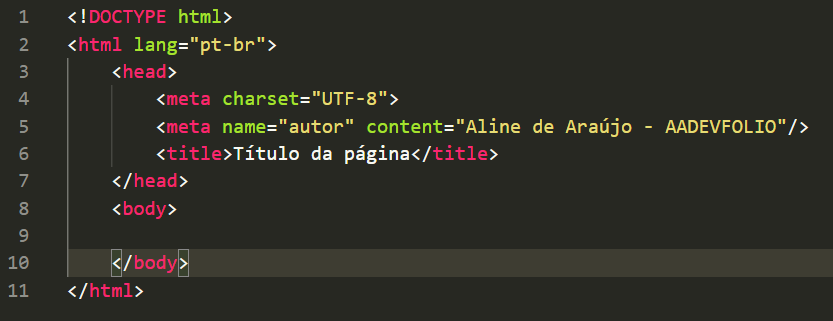 1 <!DOCTYPE html>
2 <html lang="pt-br">
3     <head>
4         <meta charset="UTF-8">
5         <meta name="autor" content="Aline de Araújo - AADEVFOLIO"/>
6         <title>Título da página</title>
7     </head>
8     <body>
9
10     </body>
11 </html>